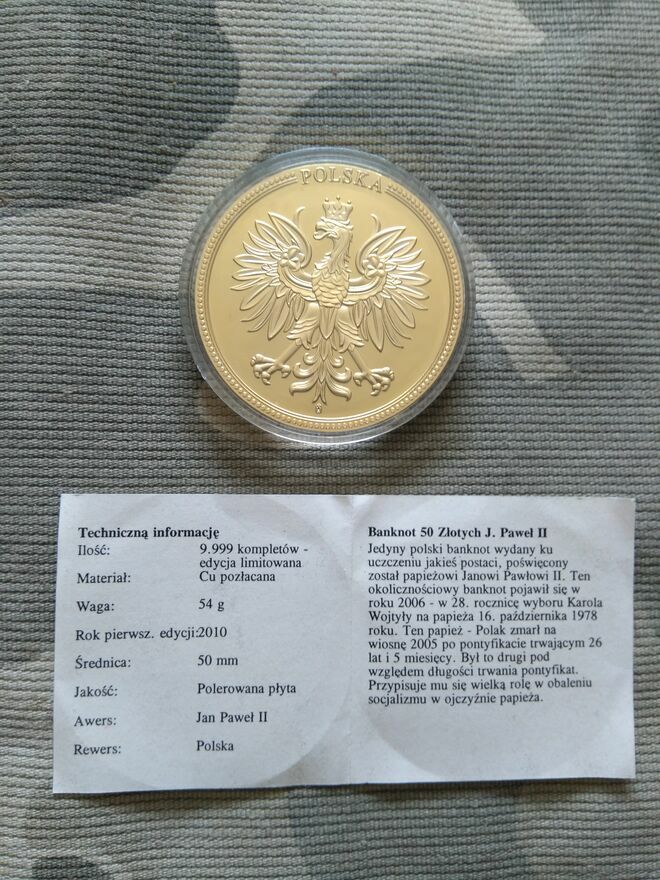 POLSKA
Techniczną informację
Ilość: 9.999 kompletów -
edycja limitowana
Materiał: Cu pozłacana
Waga: 54 g
Rok pierwsz. edycji:2010
Średnica: 50 mm
Jakość: Polerowana płyta
Awers: Jan Paweł II
Rewers: Polska
Banknot 50 Złotych J. Paweł II
Jedyny polski banknot wydany ku
uczczeniu jakieś postaci, poświęcony
został papieżowi Janowi Pawłowi II. Ten
okolicznościowy banknot pojawił się w
roku 2006 - w 28. rocznicę wyboru Karola
Wojtyły na papieża 16. października 1978
roku. Ten papież - Polak zmarł na
wiosnę 2005 po pontyfikacie trwającym 26
lat i 5 miesięcy. Był to drugi pod
względem długości trwania pontyfikat.
Przypisuje mu się wielką rolę w obaleniu
socjalizmu w ojczyźnie papieża.